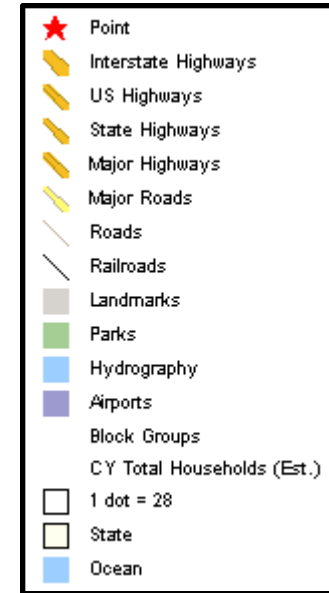 Point
Interstate Highways
US Highways
State Highways
Major Highways
Major Roads
Roads
Railroads
Landmarks
Parks
Hydrography
Airports
Block Groups
CY Total Households (Est.)
1 dot = 28
State
Ocean